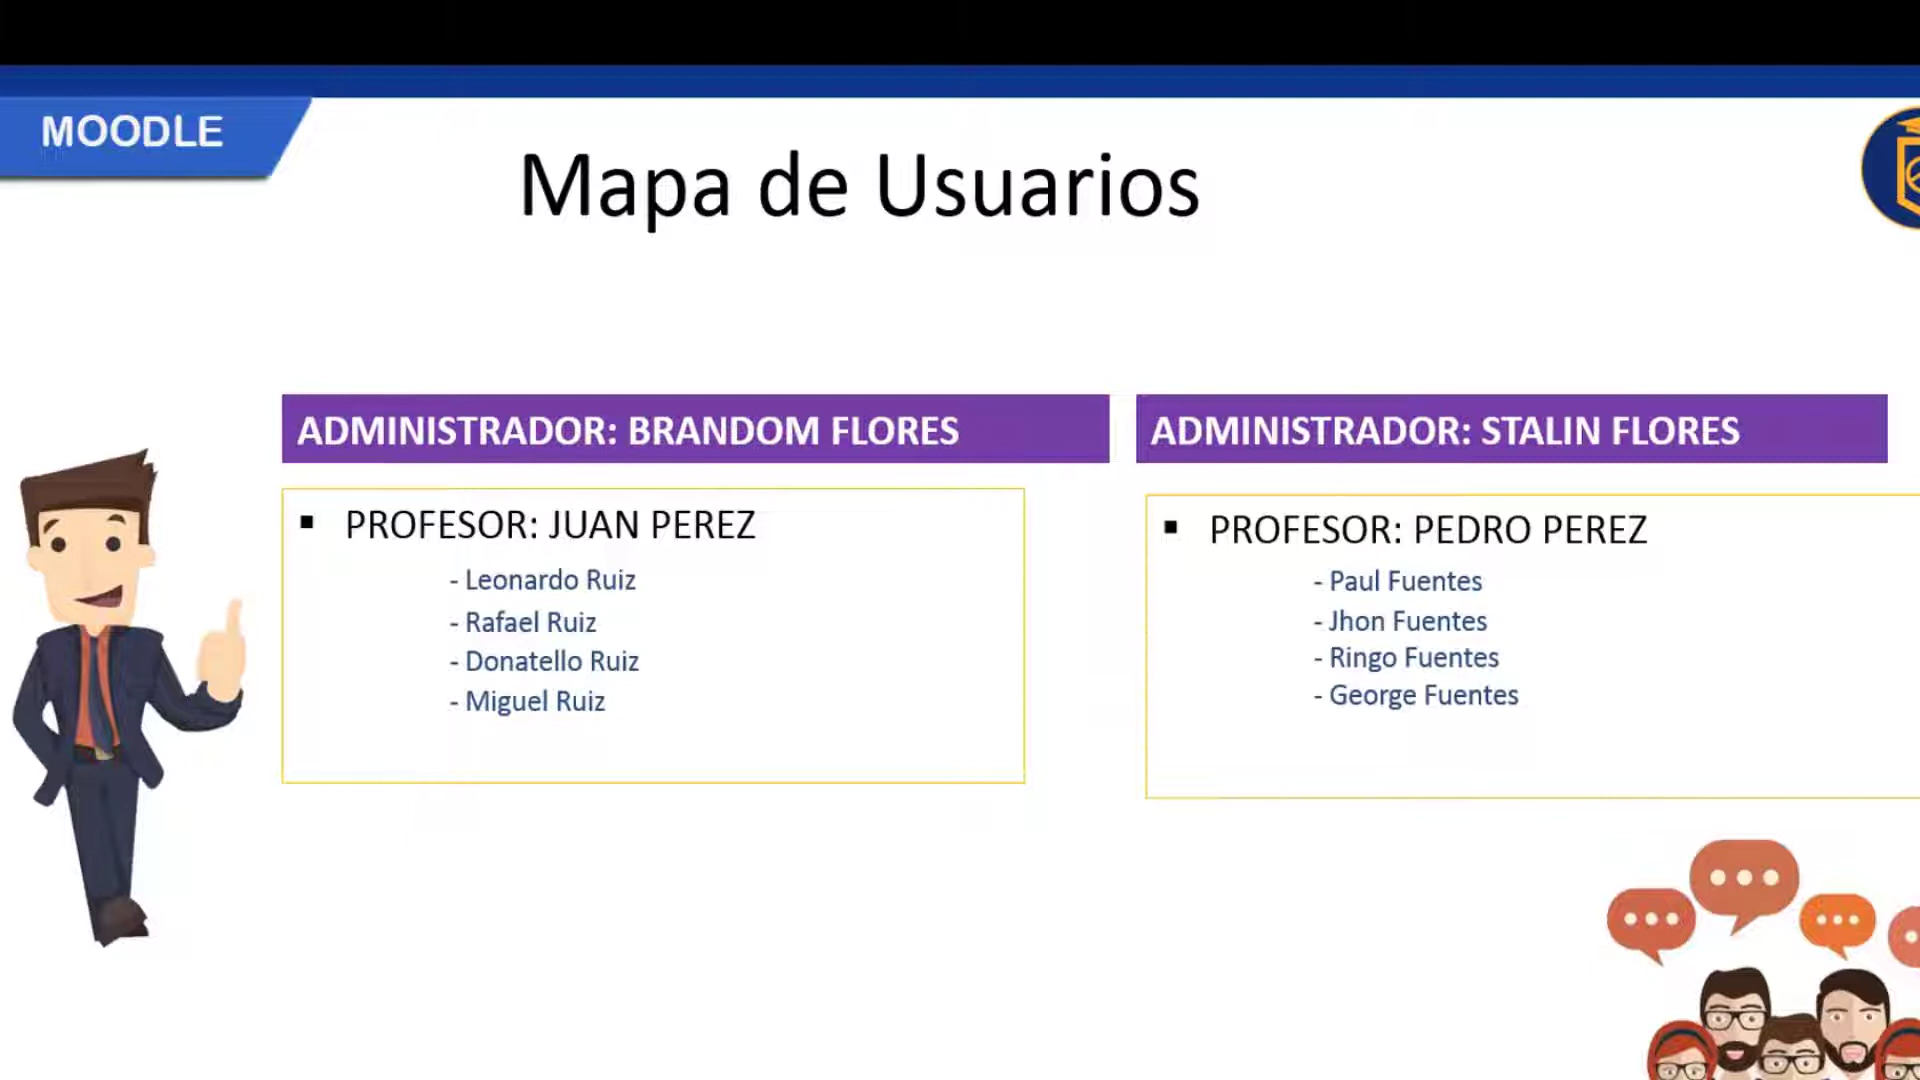 MOODLE
Mapa de Usuarios
ADMINISTRADOR: BRANDOM FLORES
▪ PROFESOR: JUAN PEREZ
- Leonardo Ruiz
- Rafael Ruiz
- Donatello Ruiz
- Miguel Ruiz
ADMINISTRADOR: STALIN FLORES
▪ PROFESOR: PEDRO PEREZ
- Paul Fuentes
- Jhon Fuentes
- Ringo Fuentes
- George Fuentes